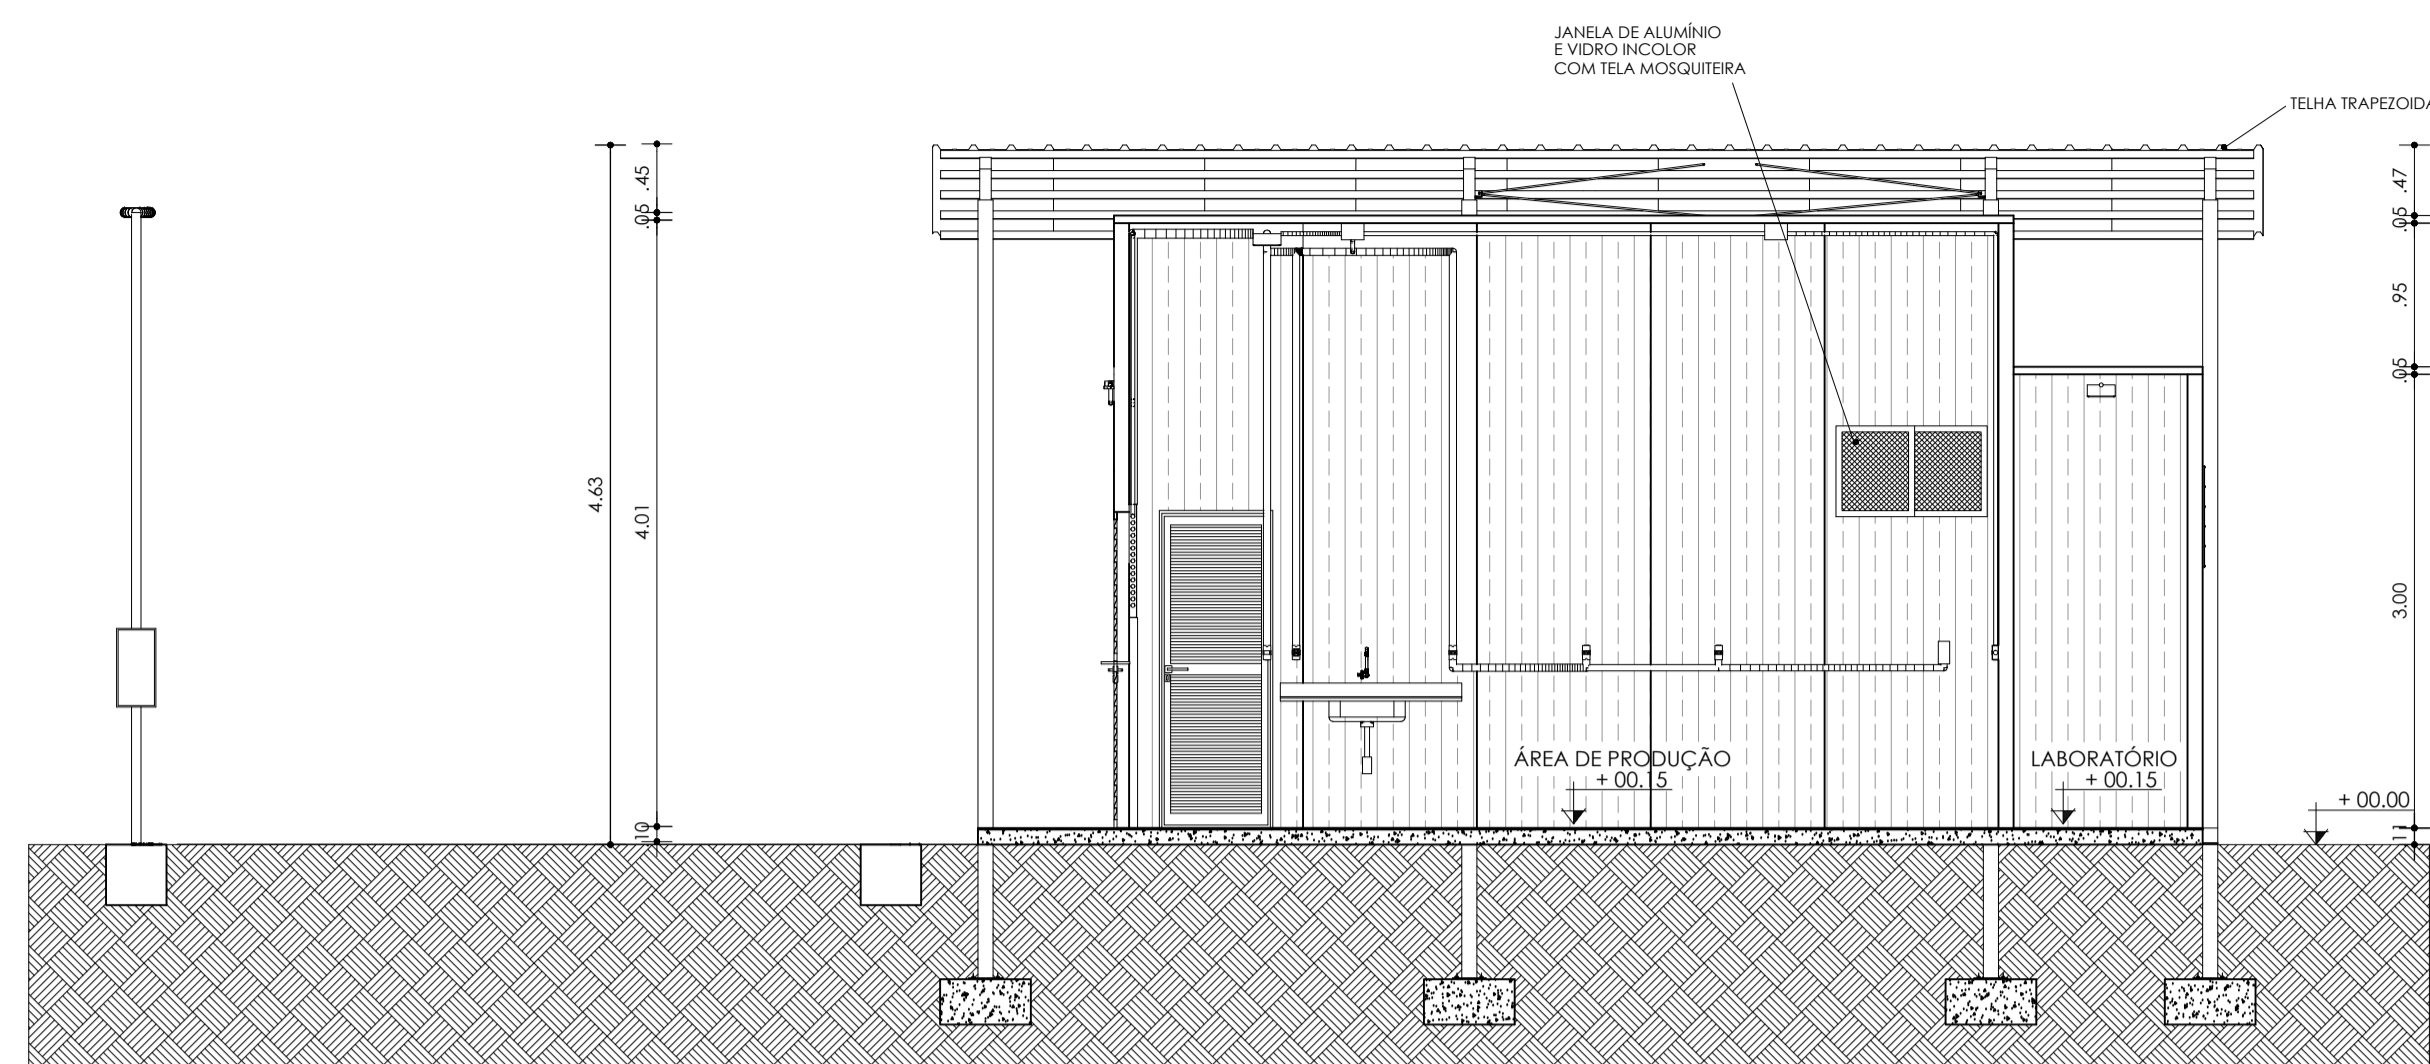 JANELA DE ALUMÍNIO
E VIDRO INCOLOR
COM TELA MOSQUITEIRA
TELHA TRAPEZOIDA
.45
.05
4.63
4.01
.10
.47
.05
.95
.05
3.00
.11
ÁREA DE PRODUÇÃO
+ 00.15
LABORATÓRIO
+ 00.15
+ 00.00